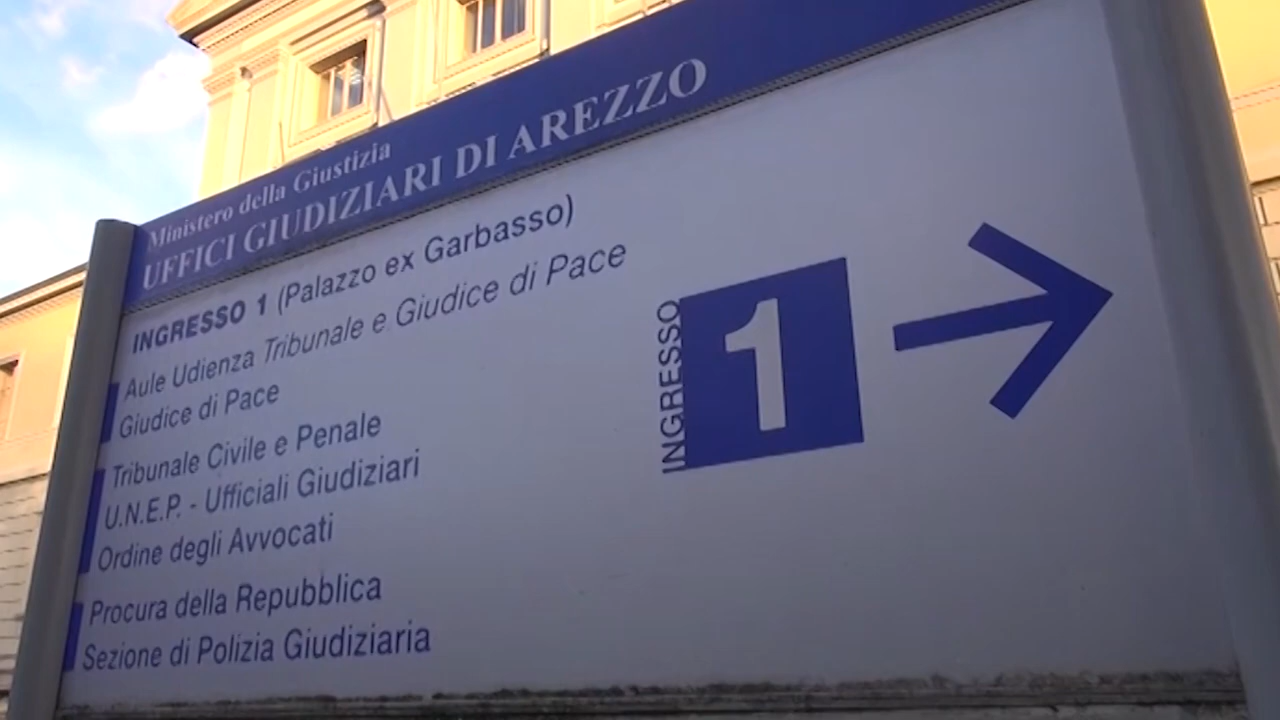 Ministero della Giustizia
UFFICI GIUDIZIARI DI AREZZO
INGRESSO 1 (Palazzo ex Garbasso)
Aule Udienza Tribunale e Giudice di Pace
Giudice di Pace
Tribunale Civile e Penale
U.N.E.P. - Ufficiali Giudiziari
Ordine degli Avvocati
Procura della Repubblica
Sezione di Polizia Giudiziaria
INGRESSO
1